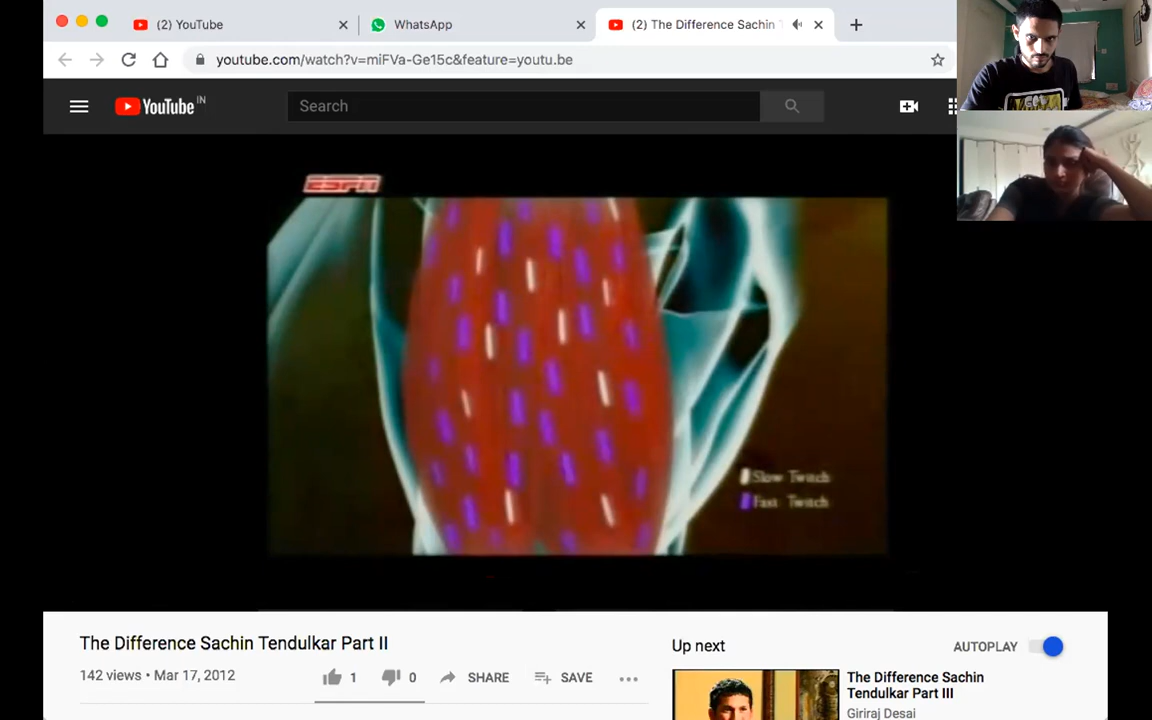 (2) YouTube
WhatsApp
(2) The Difference Sachin T
youtube.com/watch?v=miFVa-Ge15c&feature=youtu.be
YouTube IN
Search
ESPN
Slow Twitch
Fast Twitch
The Difference Sachin Tendulkar Part II
142 views • Mar 17, 2012
1
0
SHARE
SAVE
Up next
AUTOPLAY
The Difference Sachin
Tendulkar Part III
Giriraj Desai